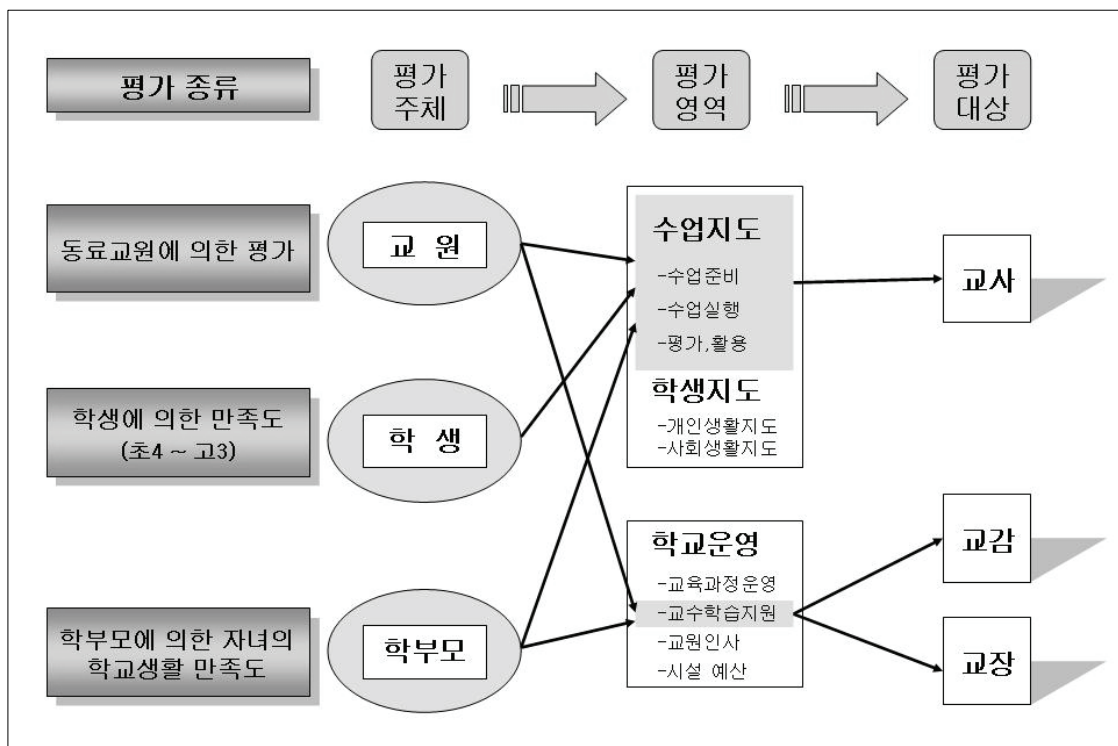 평가 종류
평가
주체
평가
영역
평가
대상
동료교원에 의한 평가
교 원
수업지도
-수업준비
-수업실행
-평가,활용
교사
학생에 의한 만족도
(초4 ~ 고3)
학 생
학생지도
-개인생활지도
-사회생활지도
학부모에 의한 자녀의
학교생활 만족도
학부모
학교운영
-교육과정운영
-교수학습지원
-교원인사
-시설 예산
교감
교장